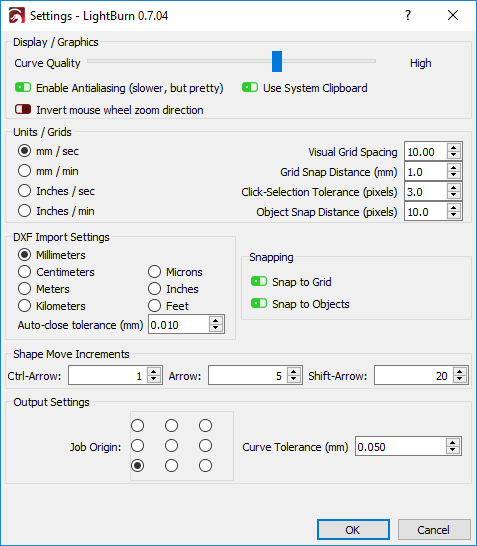 Settings - LightBurn 0.7.04
Display / Graphics
Curve Quality High
Enable Antialiasing (slower, but pretty) Use System Clipboard
Invert mouse wheel zoom direction
Units / Grids
mm / sec Visual Grid Spacing 10.00
mm / min Grid Snap Distance (mm) 1.0
Inches / sec Click-Selection Tolerance (pixels) 3.0
Inches / min Object Snap Distance (pixels) 10.0
DXF Import Settings
Millimeters
Centimeters Microns
Meters Inches
Kilometers Feet
Auto-close tolerance (mm) 0.010
Snapping
Snap to Grid
Snap to Objects
Shape Move Increments
Ctrl-Arrow: 1 Arrow: 5 Shift-Arrow: 20
Output Settings
Job Origin: Curve Tolerance (mm) 0.050
OK Cancel